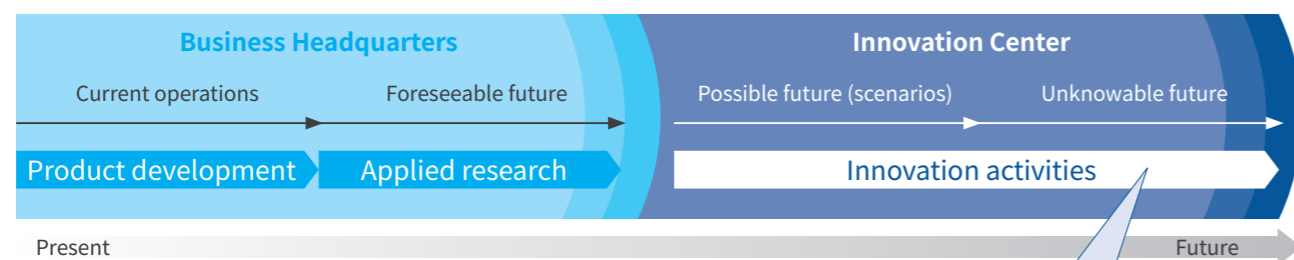 Business Headquarters
Innovation Center
Current operations
Foreseeable future
Possible future (scenarios)
Unknowable future
Product development
Applied research
Innovation activities
Present
Future